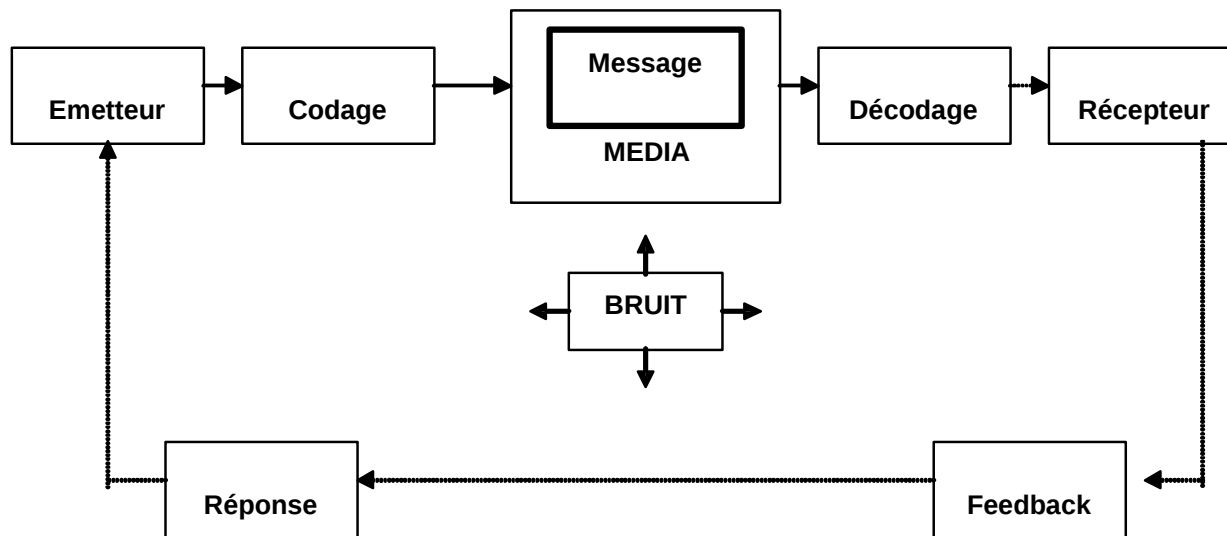 Emetteur
Codage
Message
MEDIA
Décodage
Récepteur
BRUIT
Réponse
Feedback